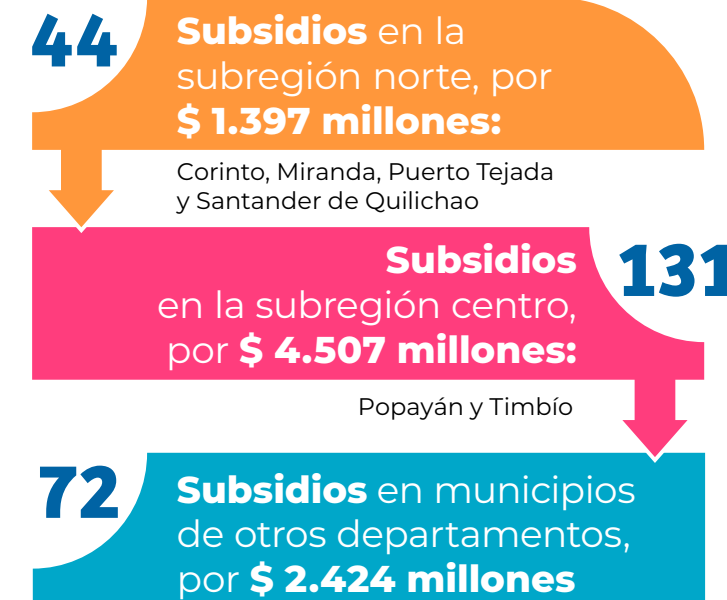 44
Subsidios en la
subregión norte, por
$ 1.397 millones:
Corinto, Miranda, Puerto Tejada
y Santander de Quilichao
Subsidios
131
en la subregión centro,
por $ 4.507 millones:
Popayán y Timbío
72
Subsidios en municipios
de otros departamentos,
por $ 2.424 millones